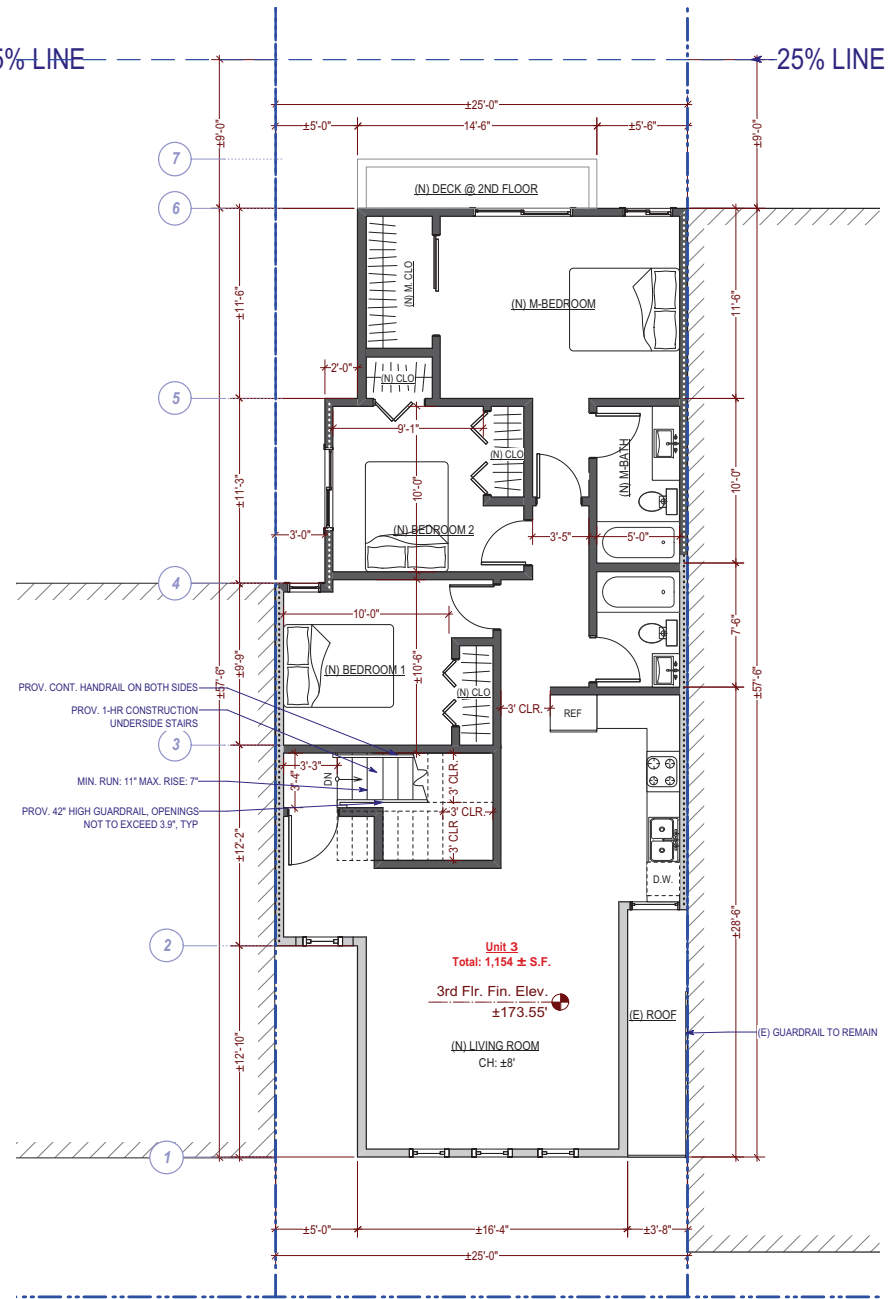 5% LINE
25% LINE
±25'-0"
±5'-0"
14'-6"
±5'-6"
±9'-0"
±9'-0"
7
(N) DECK @ 2ND FLOOR
6
(N) M. CLO
(N) M-BEDROOM
±11'-6"
11'-6"
2'-0"
(N) CLO
5
9'-1"
(N) CLO
(N) M-BATH
±11'-3"
10'-0"
10'-0"
(N) BEDROOM 2
3'-0"
3'-5"
5'-0"
4
10'-0"
7'-6"
±57'-6"
±9'-9"
(N) BEDROOM 1
±10'-6"
±57'-6"
PROV. CONT. HANDRAIL ON BOTH SIDES
(N) CLO
3' CLR.
REF
PROV. 1-HR CONSTRUCTION
UNDERSIDE STAIRS
3
3'-3"
DN
3'-4"
3' CLR.
MIN. RUN: 11" MAX. RISE: 7"
PROV. 42" HIGH GUARDRAIL, OPENINGS
NOT TO EXCEED 3.9", TYP
3' CLR.
3' CLR
±12'-2"
D.W.
±28'-6"
2
Unit 3
Total: 1,154 ± S.F.
3rd Flr. Fin. Elev.
±173.55'
(E) ROOF
(E) GUARDRAIL TO REMAIN
(N) LIVING ROOM
CH: ±8'
±12'-10"
1
±5'-0"
±16'-4"
±3'-8"
±25'-0"